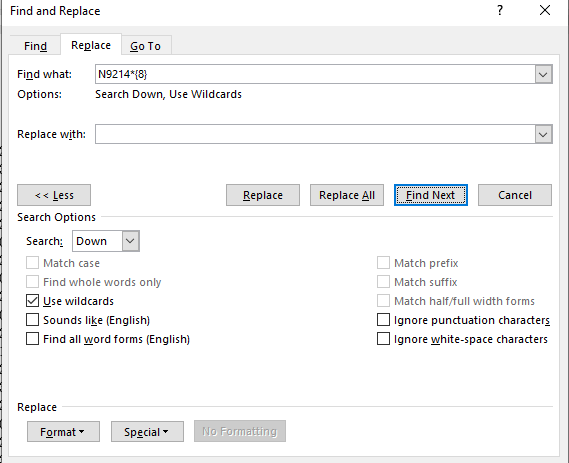 Find and Replace ? ×
Find Replace Go To
Find what: N9214*{8}
Options: Search Down, Use Wildcards
Replace with:
<< Less Replace Replace All Find Next Cancel
Search Options
Search: Down
Match case Match prefix
Find whole words only Match suffix
Use wildcards Match half/full width forms
Sounds like (English) Ignore punctuation characters
Find all word forms (English) Ignore white-space characters
Replace
Format Special No Formatting